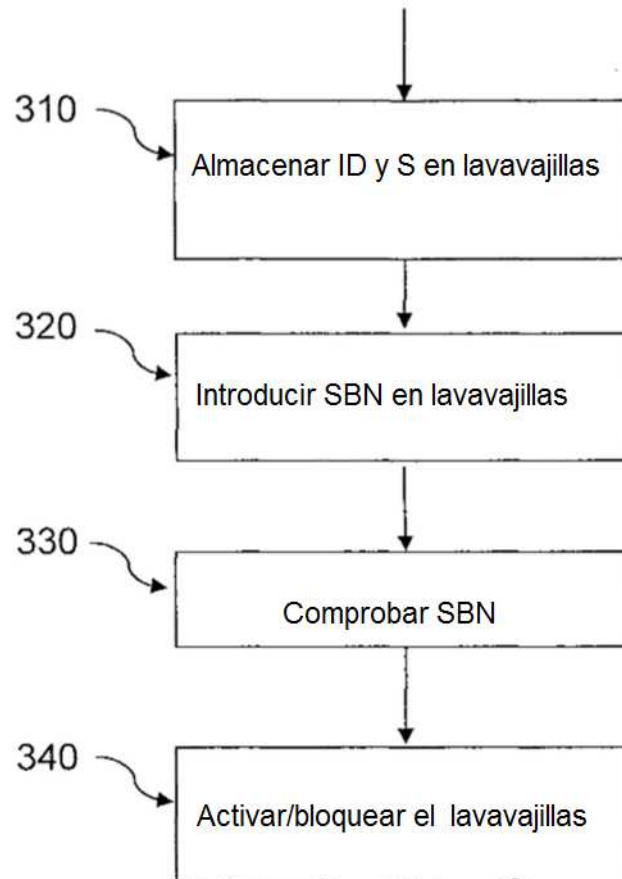 310
Almacenar ID y S en lavavajillas
320
Introducir SBN en lavavajillas
330
Comprobar SBN
340
Activar/bloquear el lavavajillas